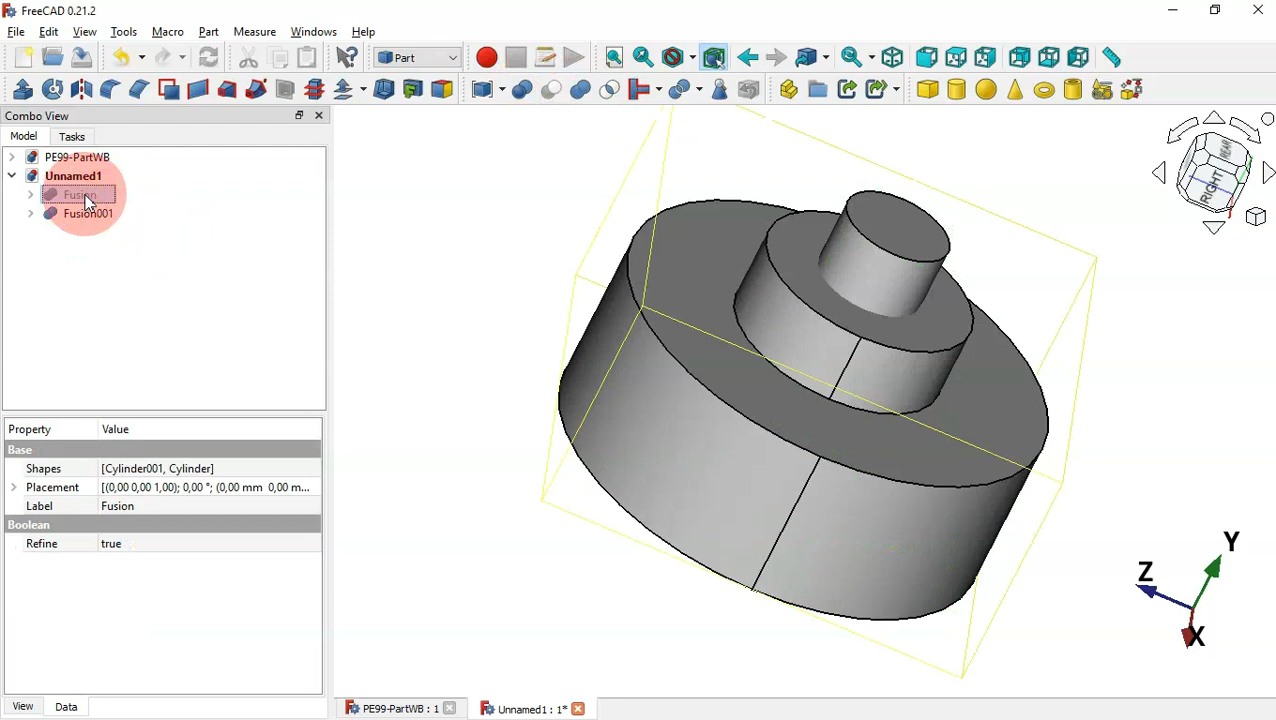 FreeCAD 0.21.2
File Edit View Tools Macro Part Measure Windows Help
Part
Combo View
Model Tasks
PE99-PartWB
Unnamed1
Fusion
Fusion001
Property Value
Base
Shapes [Cylinder001, Cylinder]
Placement [(0,00 0,00 1,00); 0,00 °; (0,00 mm 0,00 m...
Label Fusion
Boolean
Refine true
View Data
PE99-PartWB : 1
Unnamed1 : 1*
REAR
RIGHT
Y
Z
X